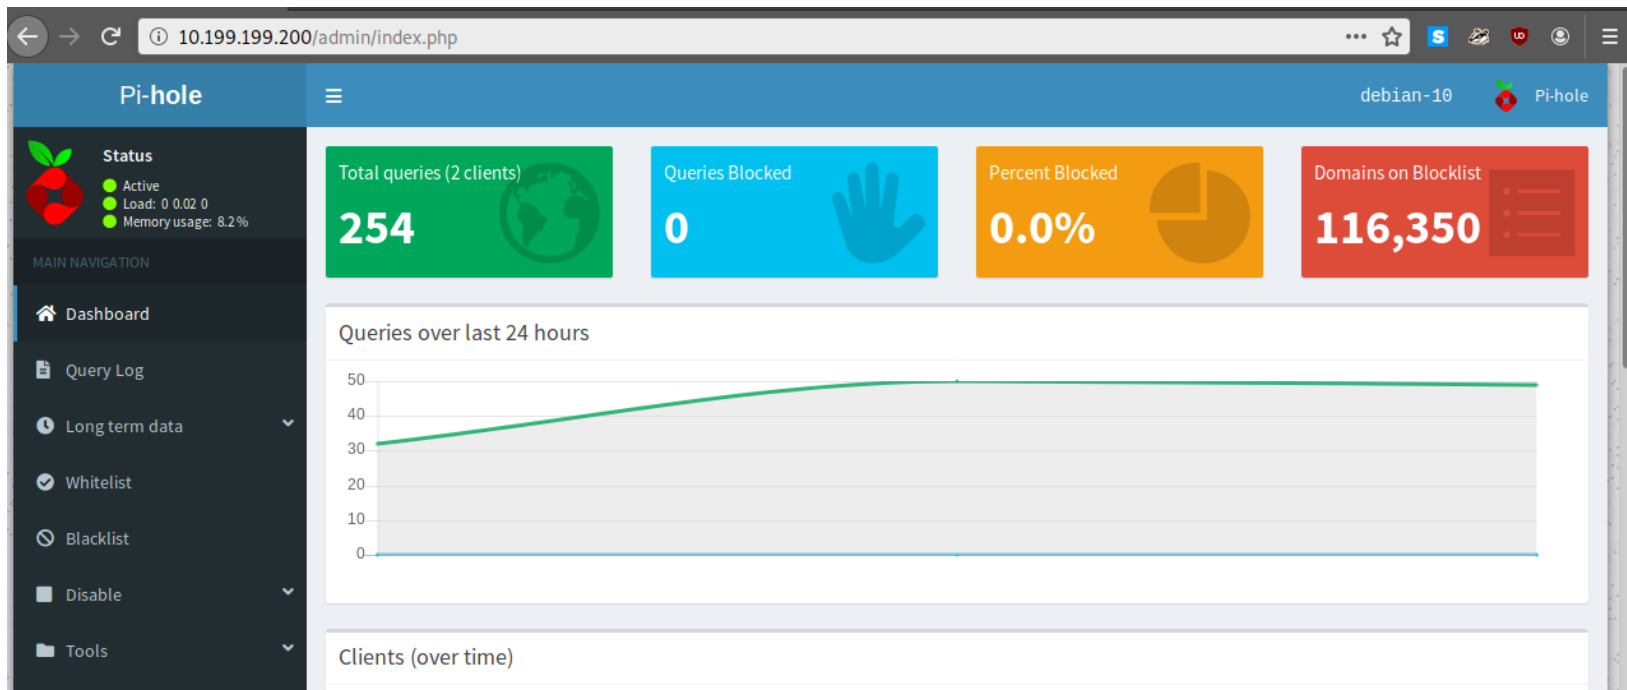 10.199.199.200/admin/index.php
Pi-hole
debian-10
Pi-hole
Status
Active
Load: 0 0.02 0
Memory usage: 8.2 %
MAIN NAVIGATION
Dashboard
Query Log
Long term data
Whitelist
Blacklist
Disable
Tools
Total queries (2 clients)
254
Queries Blocked
0
Percent Blocked
0.0%
Domains on Blocklist
116,350
Queries over last 24 hours
50
40
30
20
10
0
Clients (over time)